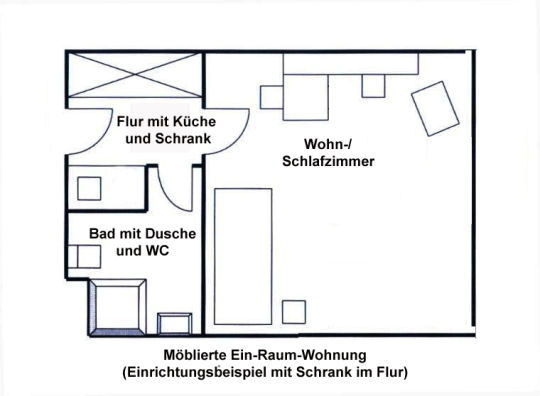 Flur mit Küche
und Schrank
Wohn-/
Schlafzimmer
Bad mit Dusche
und WC
Möblierte Ein-Raum-Wohnung
(Einrichtungsbeispiel mit Schrank im Flur)